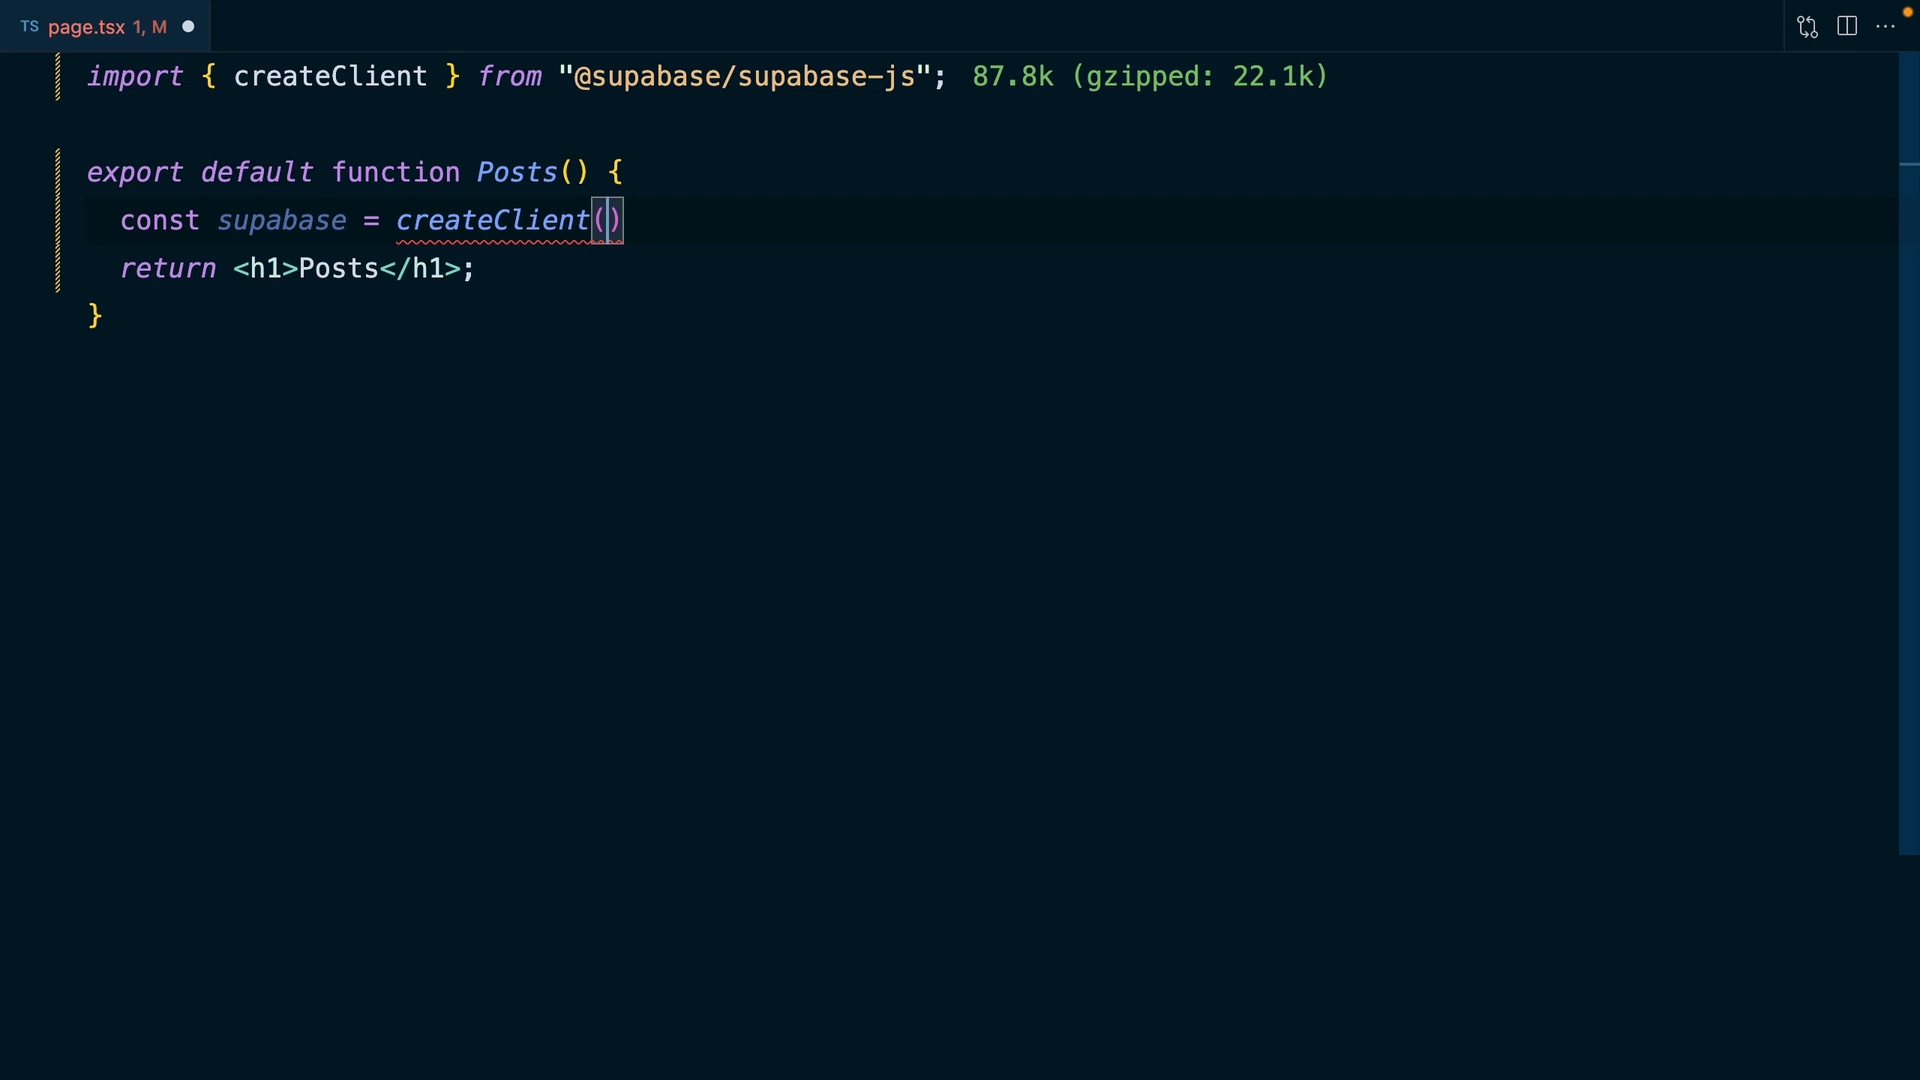 TS page.tsx 1, M
import { createClient } from "@supabase/supabase-js"; 87.8k (gzipped: 22.1k)
export default function Posts() {
const supabase = createClient()
return <h1>Posts</h1>;
}